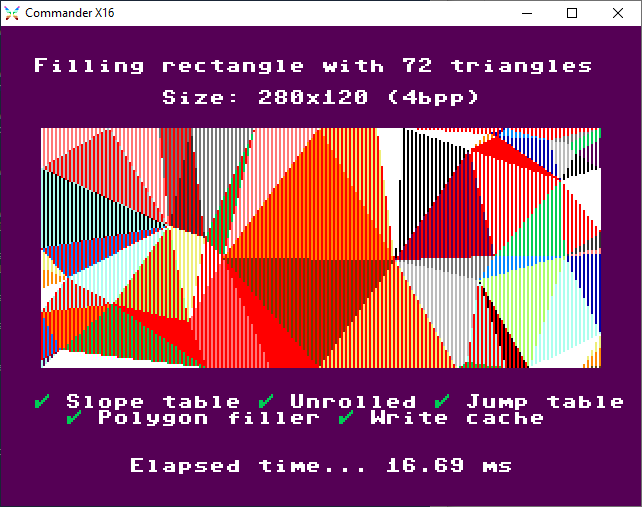 Commander X16
Filling rectangle with 72 triangles
Size: 280x120 (4bpp)
✔ Slope table ✔ Unrolled ✔ Jump table
✔ Polygon filler ✔ Write cache
Elapsed time... 16.69 ms